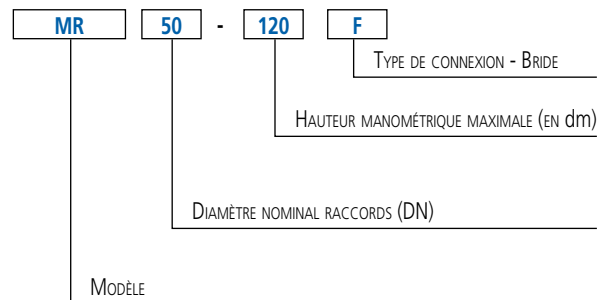 MR 50 - 120 F
Type de connexion - Bride
Hauteur manométrique maximale (en dm)
Diamètre nominal raccords (DN)
Modèle